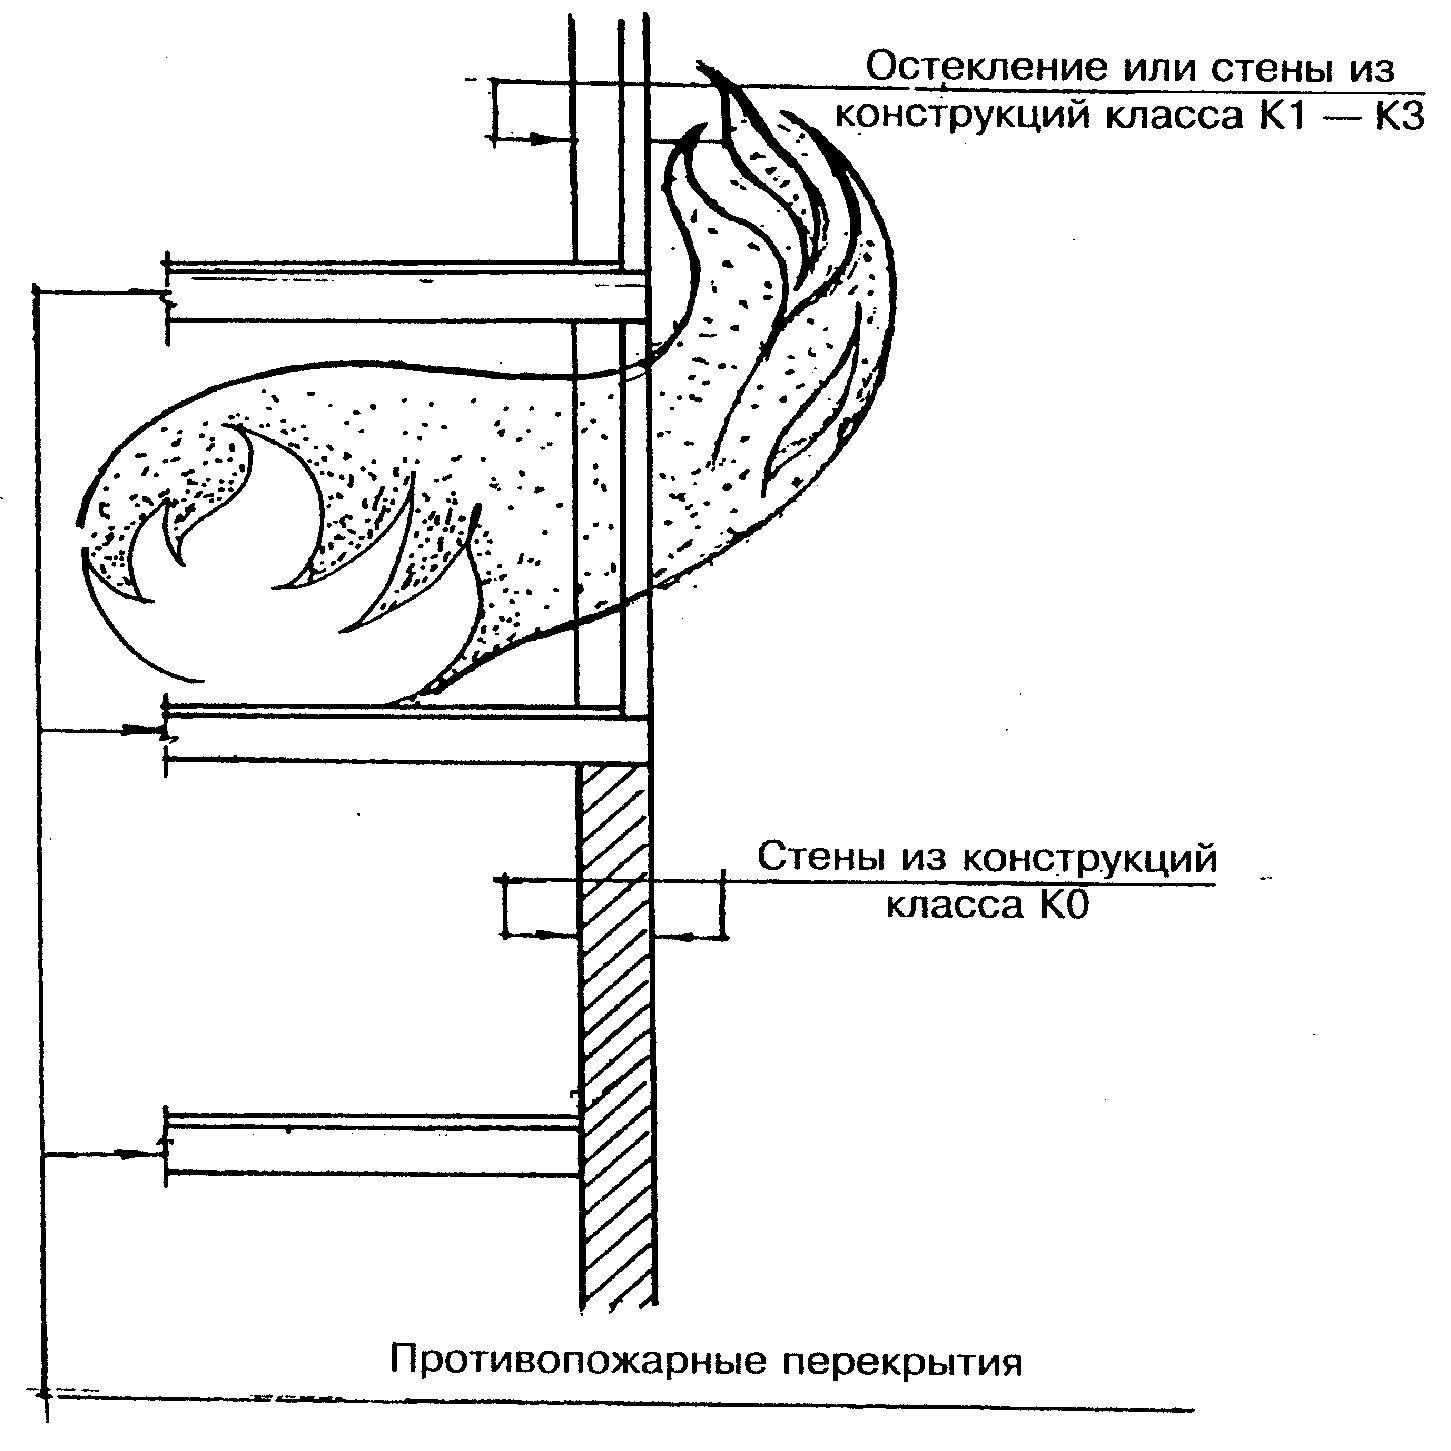 Остекление или стены из
конструкций класса К1 — К3
Стены из конструкций
класса К0
Противопожарные перекрытия